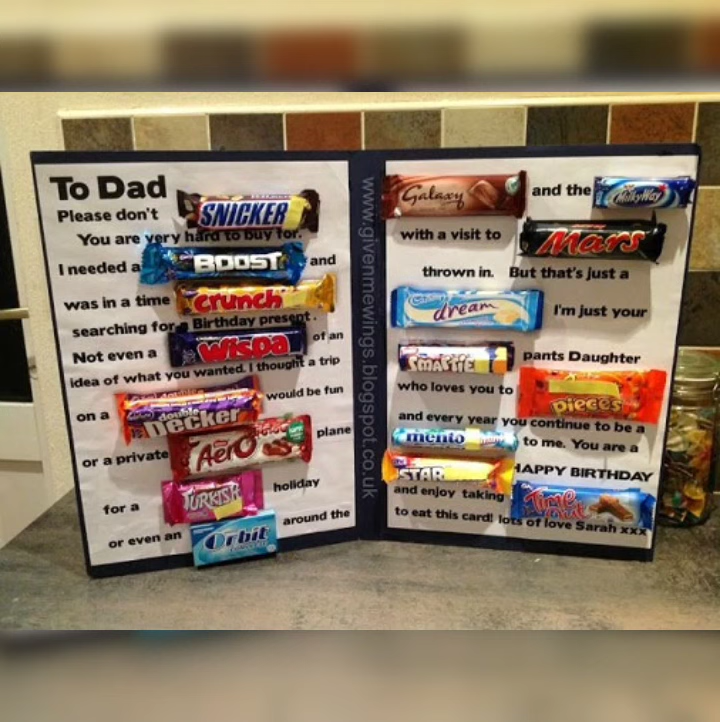 To Dad
Please don't SNICKER
You are very hard to buy for.
I needed a BOOST and
was in a time crunch
searching for a Birthday present.
Not even a Wispa of an
idea of what you wanted. I thought a trip
would be fun
on a double Decker
or a private Aero plane
for a TURKISH holiday
or even an Orbit around the
Galaxy and the MilkyWay
with a visit to Mars
thrown in. But that's just a
dream I'm just your
SMARTIE pants Daughter
who loves you to Pieces
and every year you continue to be a
mento to me. You are a
STAR HAPPY BIRTHDAY
and enjoy taking Time Out
to eat this card! lots of love Sarah xxx
www.givenmewings.blogspot.co.uk